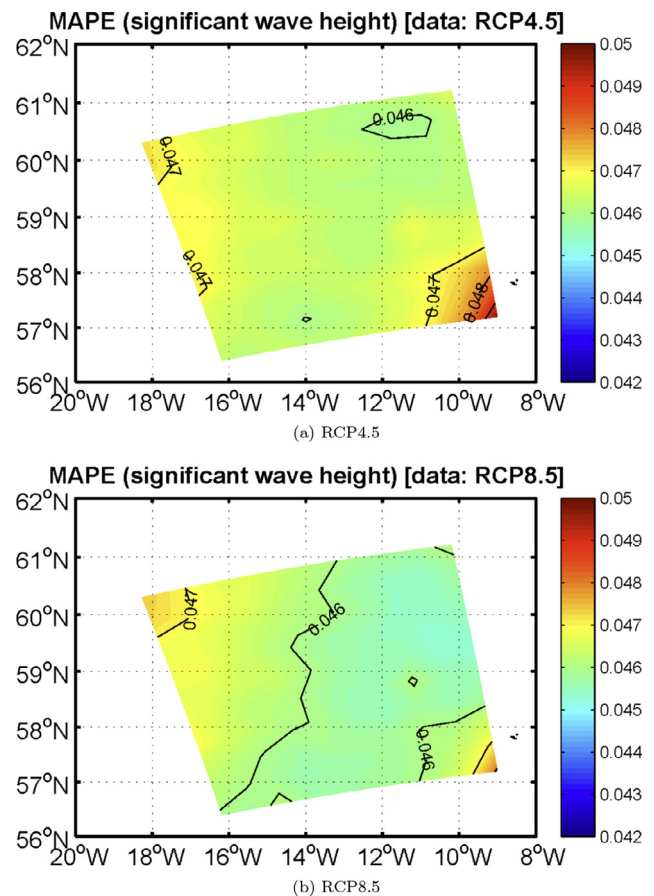 MAPE (significant wave height) [data: RCP4.5]
62°N
61°N
60°N
59°N
58°N
57°N
56°N
20°W 18°W 16°W 14°W 12°W 10°W 8°W
0.047
0.046
0.047
0.047
0.048
0.05
0.049
0.048
0.047
0.046
0.045
0.044
0.043
0.042
(a) RCP4.5
MAPE (significant wave height) [data: RCP8.5]
62°N
61°N
60°N
59°N
58°N
57°N
56°N
20°W 18°W 16°W 14°W 12°W 10°W 8°W
0.047
0.046
0.046
0.05
0.049
0.048
0.047
0.046
0.045
0.044
0.043
0.042
(b) RCP8.5